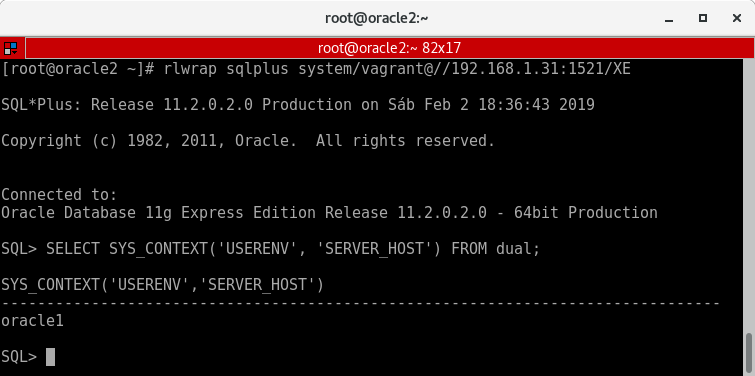 root@oracle2:~
root@oracle2:~ 82x17
[root@oracle2 ~]# rlwrap sqlplus system/vagrant@//192.168.1.31:1521/XE
SQL*Plus: Release 11.2.0.2.0 Production on Sáb Feb 2 18:36:43 2019
Copyright (c) 1982, 2011, Oracle.  All rights reserved.
Connected to:
Oracle Database 11g Express Edition Release 11.2.0.2.0 - 64bit Production
SQL> SELECT SYS_CONTEXT('USERENV', 'SERVER_HOST') FROM dual;
SYS_CONTEXT('USERENV','SERVER_HOST')
--------------------------------------------------------------------------------
oracle1
SQL>